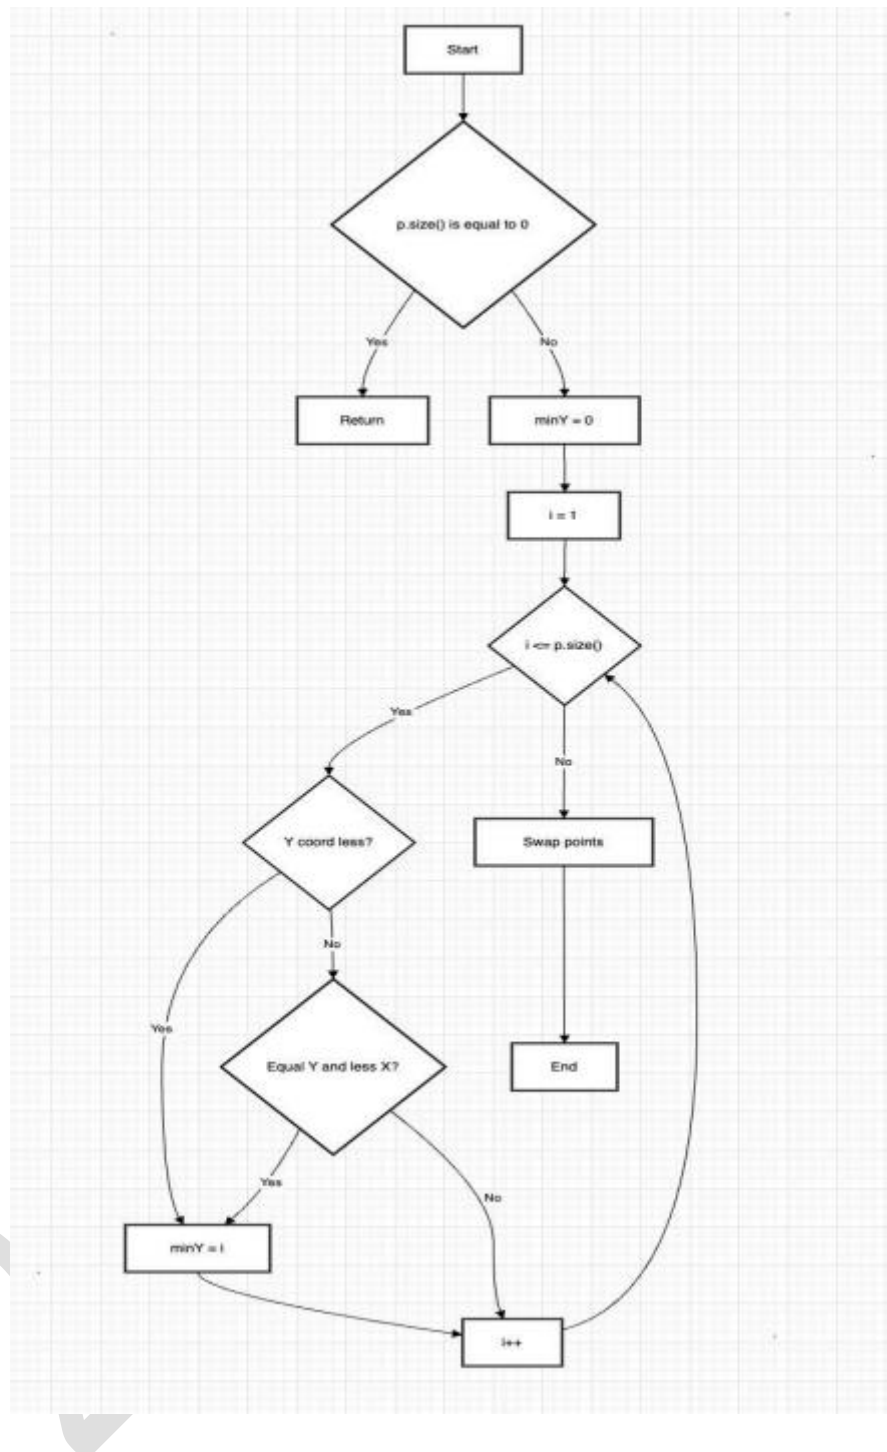 Start
p.size() is equal to 0
Yes
No
Return
minY = 0
i = 1
i <= p.size()
Yes
No
Y coord less?
Swap points
No
Yes
Equal Y and less X?
End
Yes
No
minY = i
i++